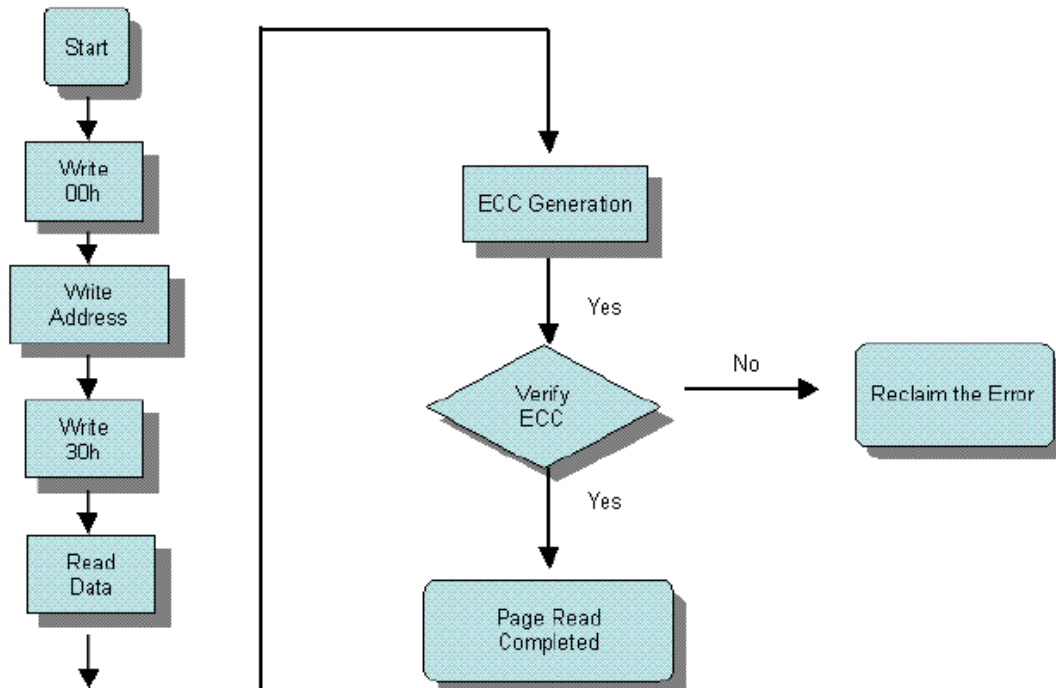 Start
Write
00h
Write
Address
Write
30h
Read
Data
ECC Generation
Yes
Verify
ECC
No
Reclaim the Error
Yes
Page Read
Completed